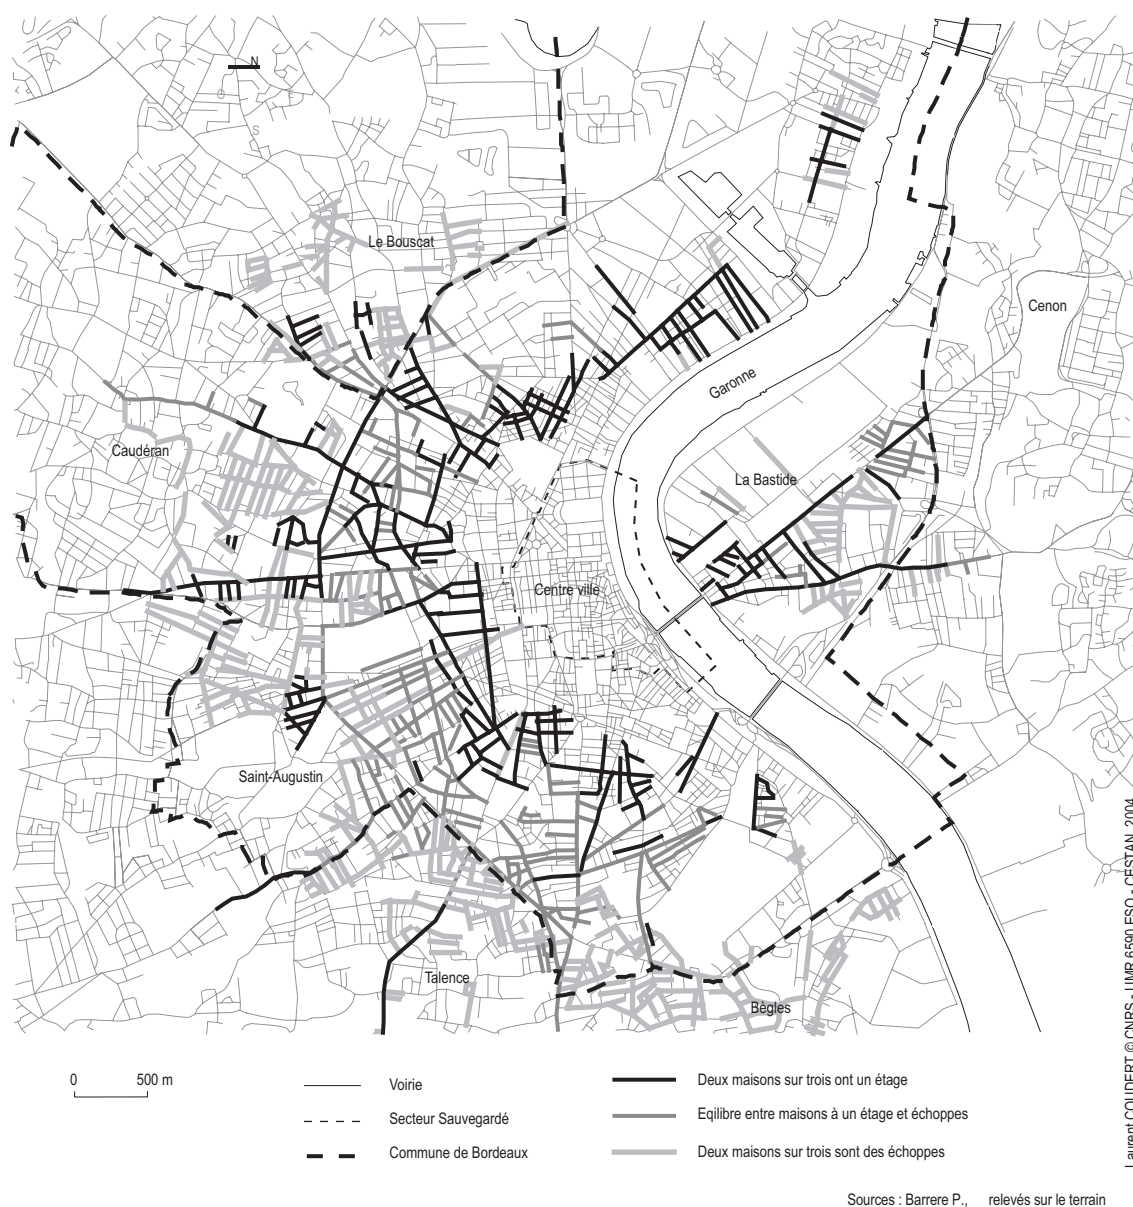 N
S
Le Bouscat
Cenon
Garonne
Caudéran
La Bastide
Centre ville
Saint-Augustin
Talence
Bègles
Laurent COUDERT © CNRS - UMR 6590 ESO - CESTAN, 2004
0 500 m
Voirie
Secteur Sauvegardé
Commune de Bordeaux
Deux maisons sur trois ont un étage
Eqilibre entre maisons à un étage et échoppes
Deux maisons sur trois sont des échoppes
Sources : Barrere P., relevés sur le terrain